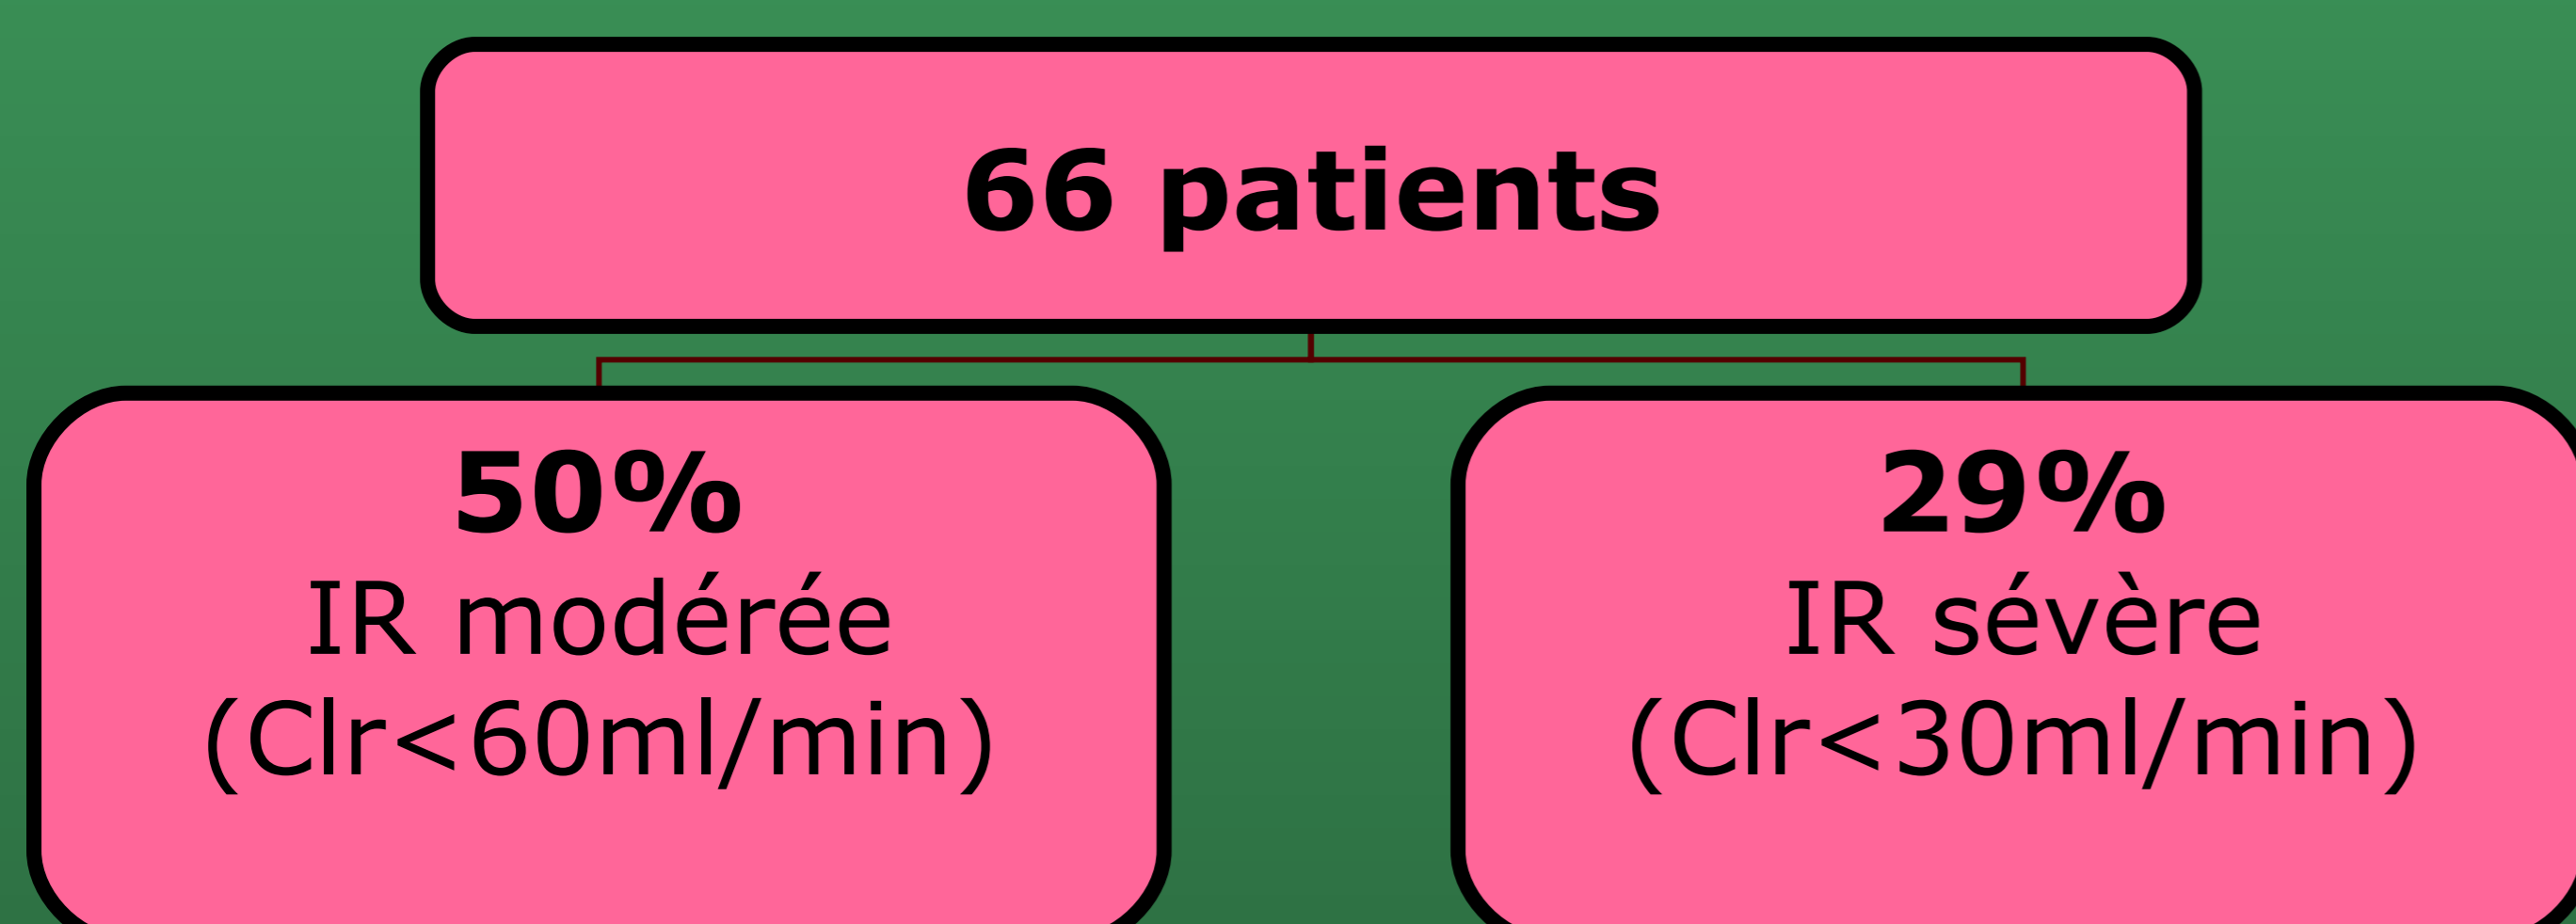 66 patients
50%
IR modérée
(Clr<60ml/min)
29%
IR sévère
(Clr<30ml/min)